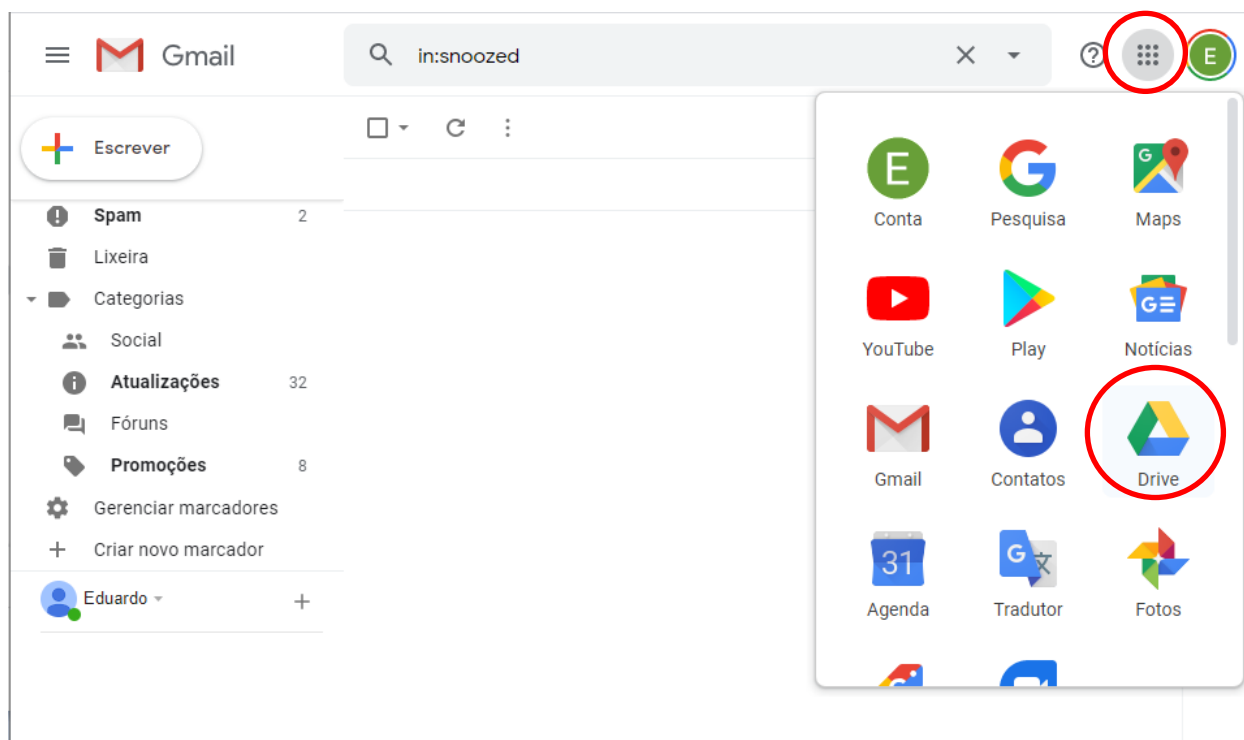 Gmail
in:snoozed
E
Escrever
Spam 2
Lixeira
Categorias
Social
Atualizações 32
Fóruns
Promoções 8
Gerenciar marcadores
Criar novo marcador
Eduardo
E
G
Conta Pesquisa Maps
G
YouTube Play Notícias
Gmail Contatos Drive
31 G 文
Agenda Tradutor Fotos